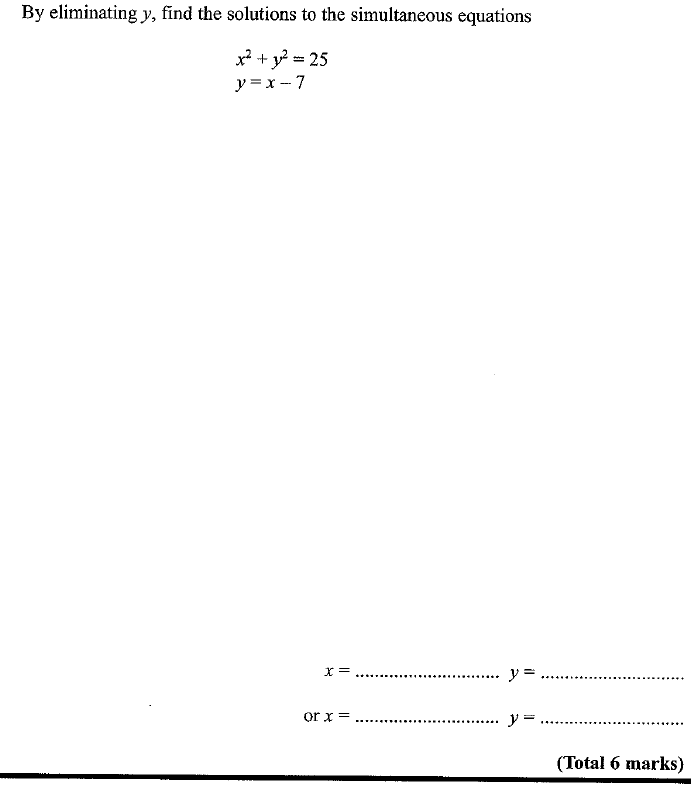 By eliminating y, find the solutions to the simultaneous equations
x² + y² = 25
y = x – 7
x = .............................. y = ..............................
or x = .............................. y = ..............................
(Total 6 marks)